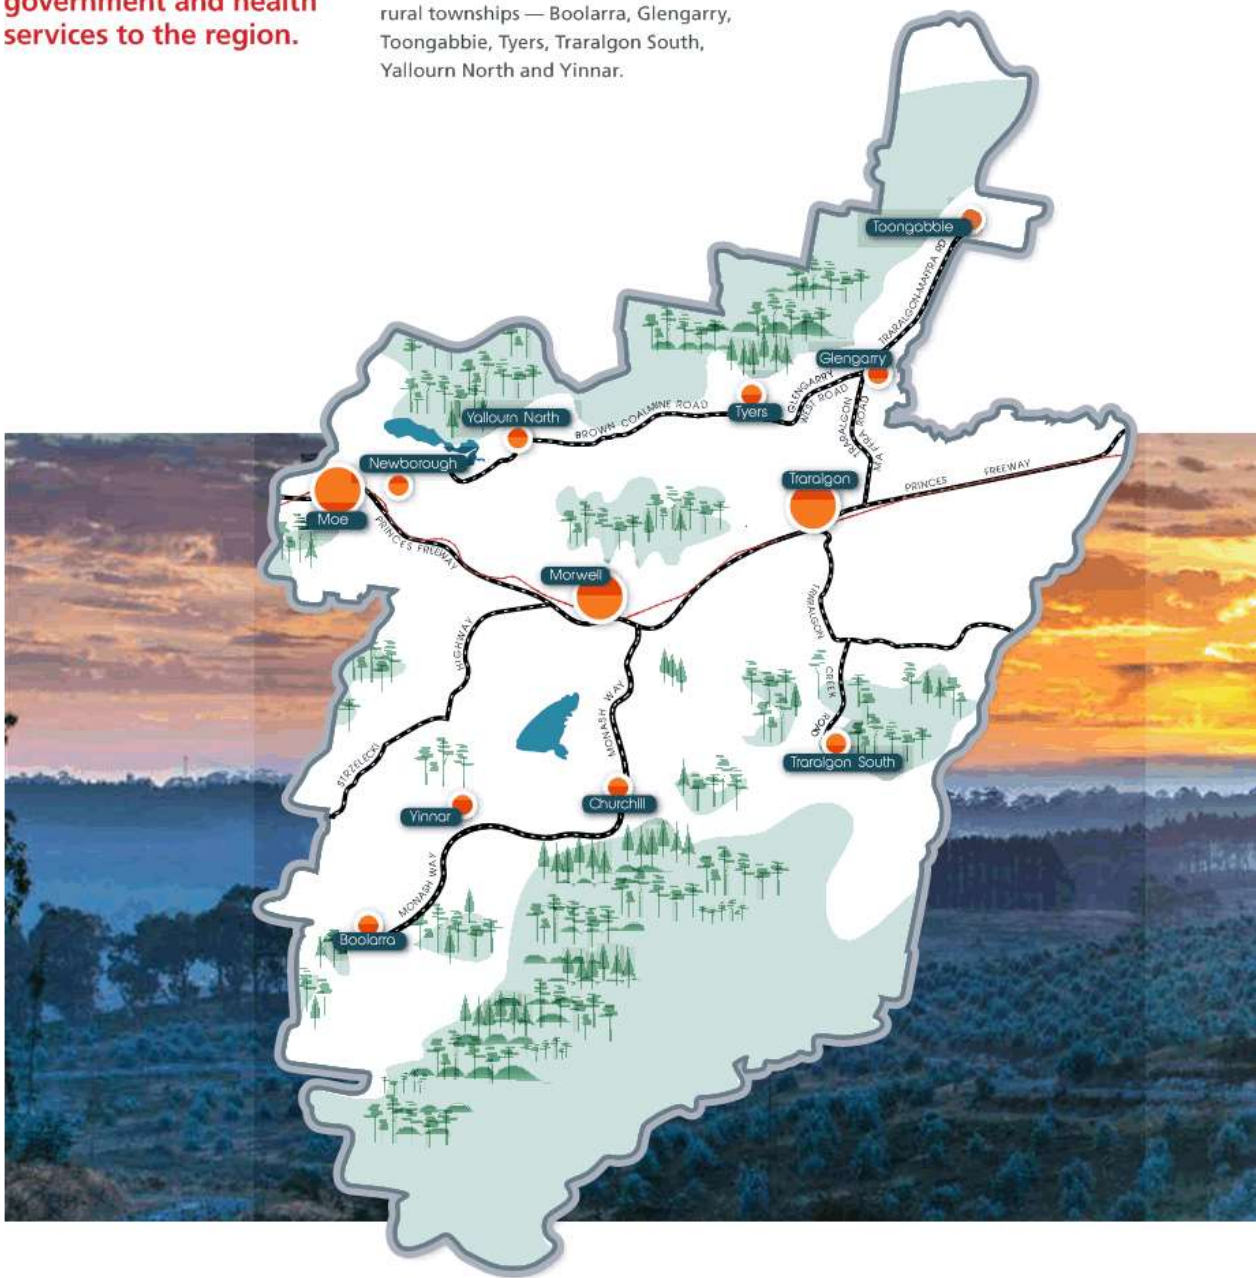 government and health
services to the region.
rural townships — Boolarra, Glengarry,
Toongabbie, Tyers, Traralgon South,
Yallourn North and Yinnar.
Toongabbie
TRARALGON-MAFFRA RD
Glengarry
GLENGARRY
WEST ROAD
Tyers
BROWN COALMINE ROAD
Yallourn North
TRARALGON
MAFFRA ROAD
Newborough
Moe
PRINCES FREEWAY
Traralgon
PRINCES FREEWAY
Morwell
TRARALGON
CREEK
ROAD
HIGHWAY
STRZELECKI
MONASH WAY
Traralgon South
Churchill
Yinnar
MONASH WAY
Boolarra